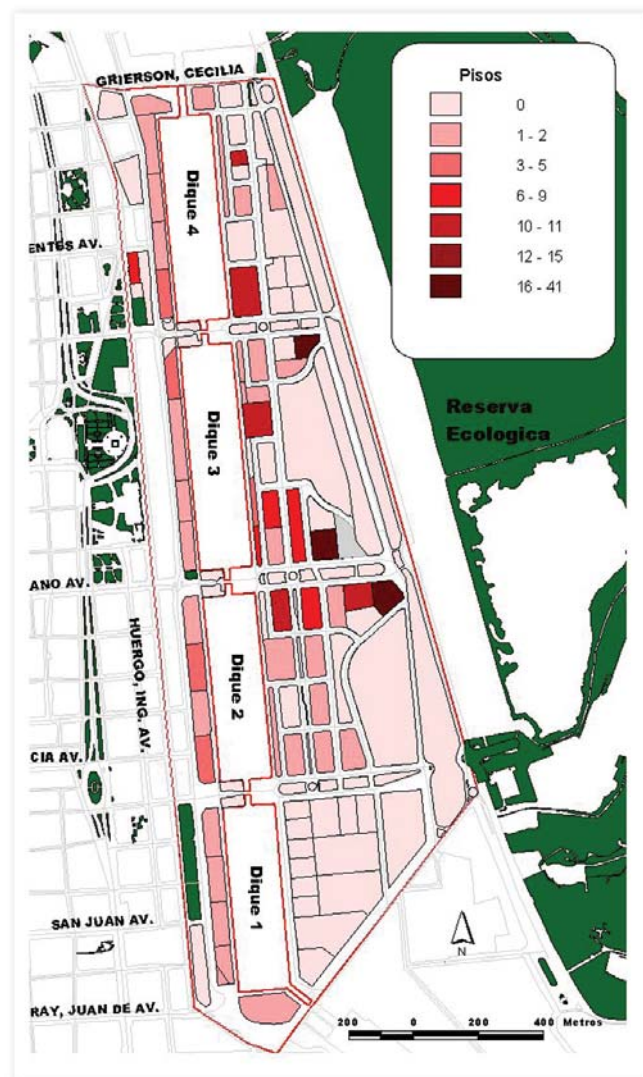 GRIERSON, CECILIA
Pisos
0
1 - 2
3 - 5
6 - 9
10 - 11
12 - 15
16 - 41
Dique 4
ENTES AV.
Dique 3
Reserva
Ecologica
ANO AV.
HUERGO, ING. AV.
Dique 2
CIA AV.
Dique 1
SAN JUAN AV.
N
RAY, JUAN DE AV.
200 0 200 400 Metros